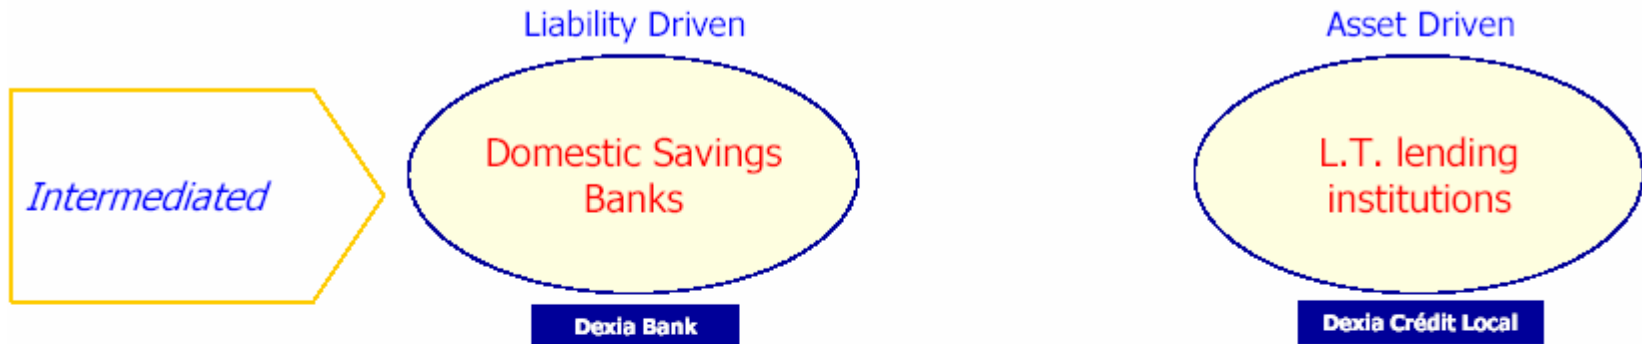 Liability Driven
Asset Driven
Intermediated
Domestic Savings
Banks
L.T. lending
institutions
Dexia Bank
Dexia Crédit Local